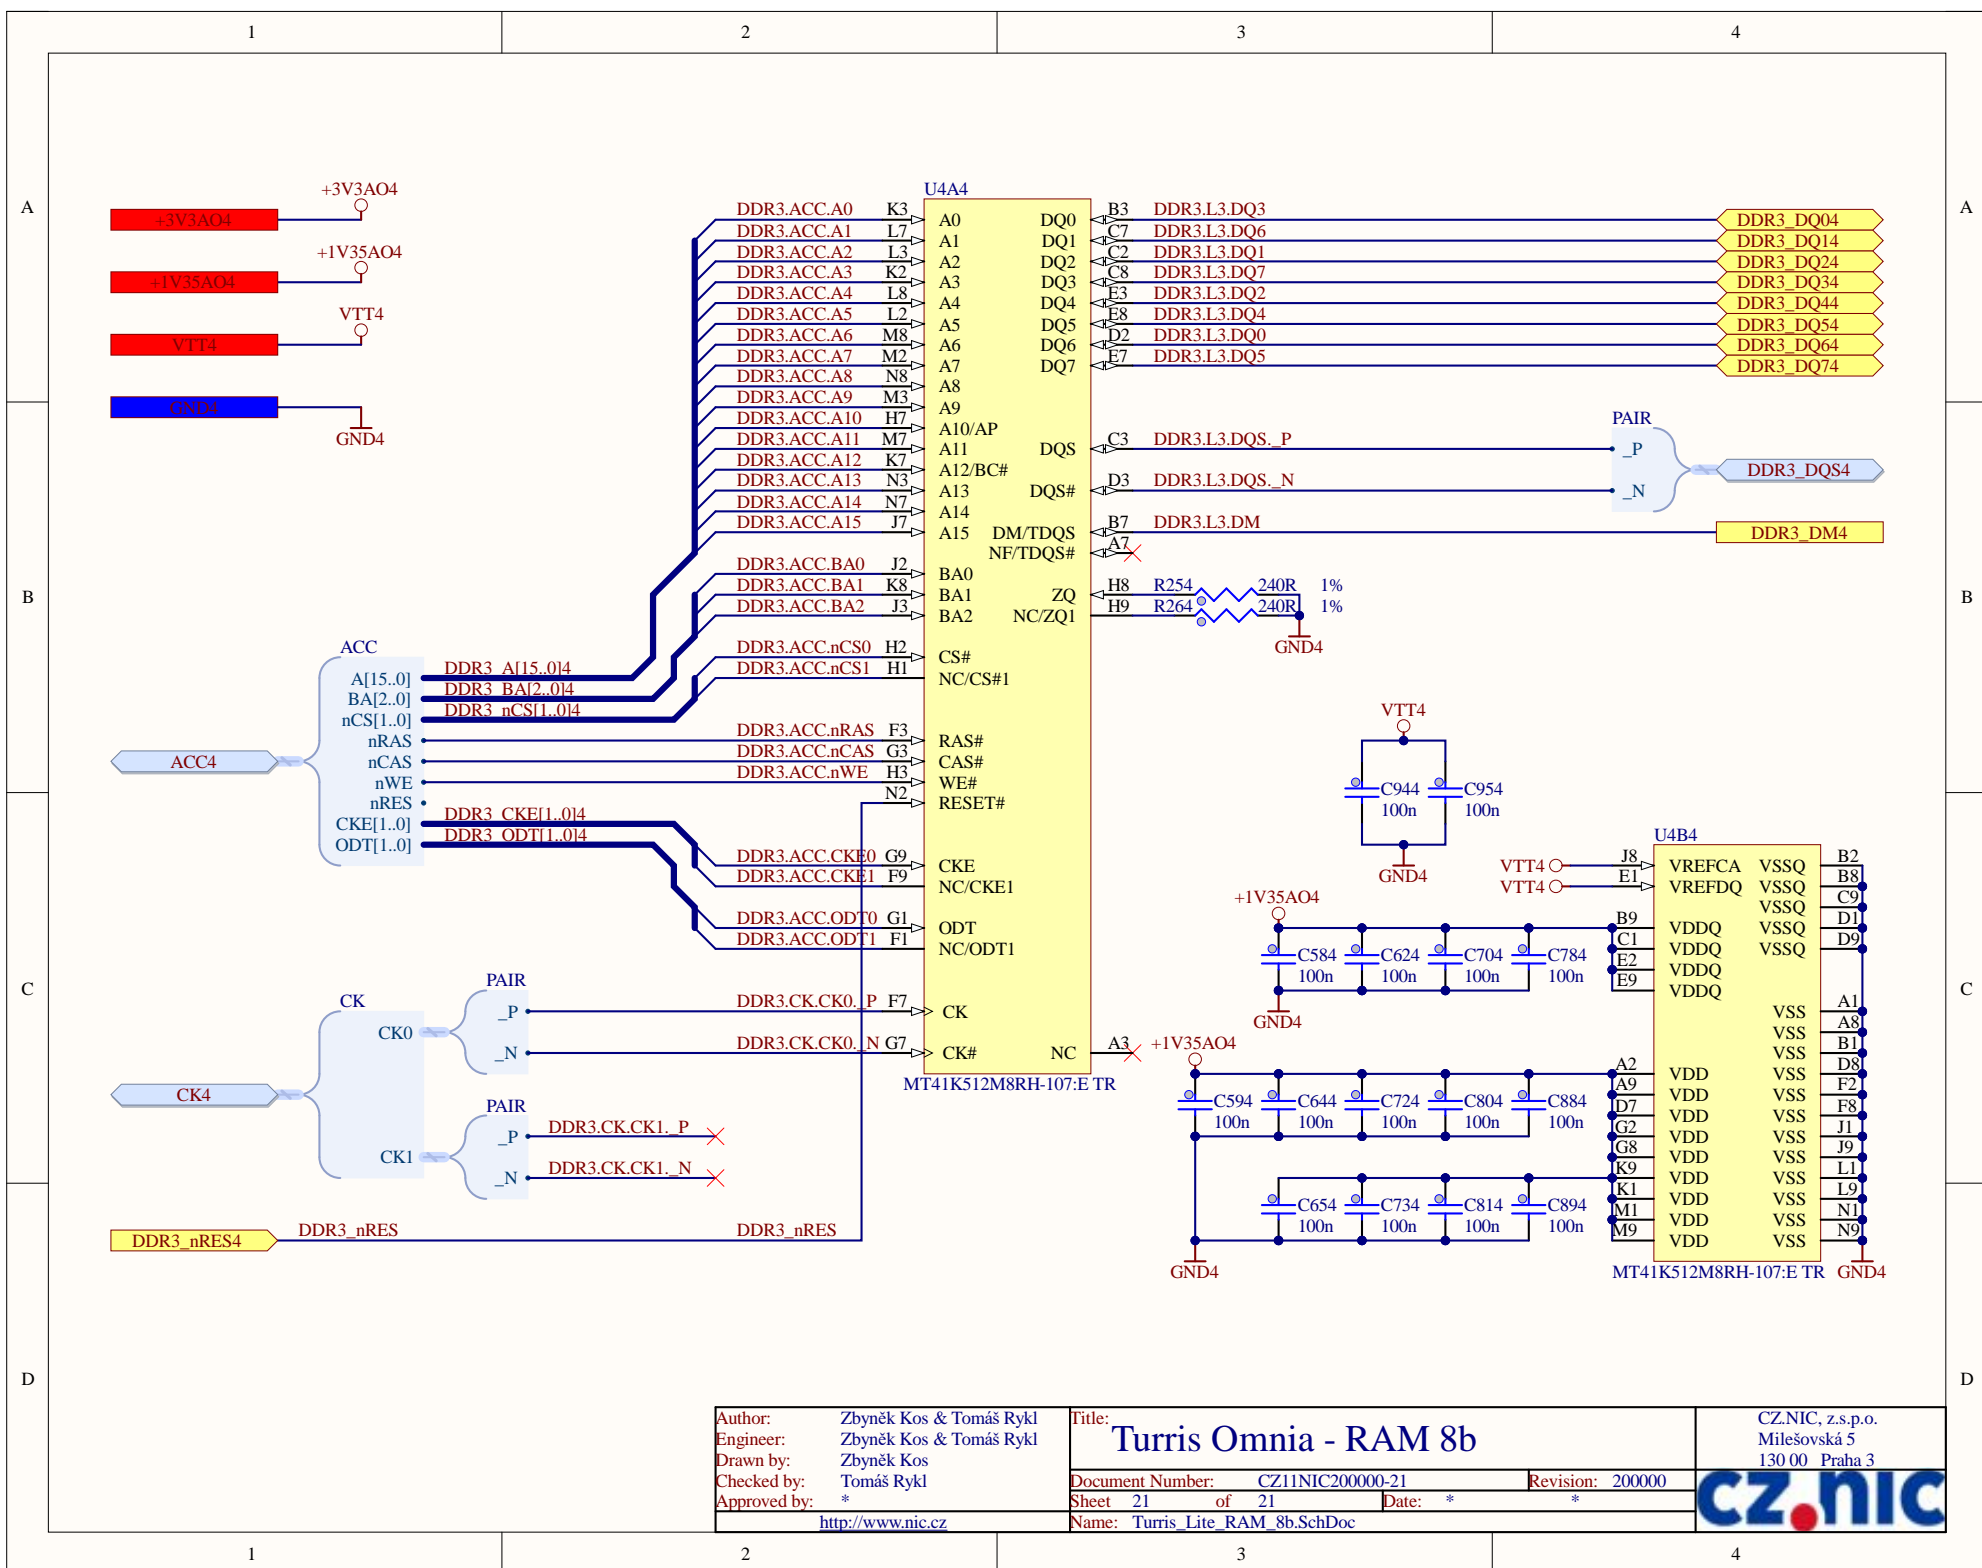 1 2 3 4
A A
B B
C C
D D
+3V3AO4
+3V3AO4
+1V35AO4
+1V35AO4
VTT4
VTT4
GND4
GND4
U4A4
DDR3.ACC.A0 K3 A0
DDR3.ACC.A1 L7 A1
DDR3.ACC.A2 L3 A2
DDR3.ACC.A3 K2 A3
DDR3.ACC.A4 L8 A4
DDR3.ACC.A5 L2 A5
DDR3.ACC.A6 M8 A6
DDR3.ACC.A7 M2 A7
DDR3.ACC.A8 N8 A8
DDR3.ACC.A9 M3 A9
DDR3.ACC.A10 H7 A10/AP
DDR3.ACC.A11 M7 A11
DDR3.ACC.A12 K7 A12/BC#
DDR3.ACC.A13 N3 A13
DDR3.ACC.A14 N7 A14
DDR3.ACC.A15 J7 A15
DDR3.ACC.BA0 J2 BA0
DDR3.ACC.BA1 K8 BA1
DDR3.ACC.BA2 J3 BA2
DDR3.ACC.nCS0 H2 CS#
DDR3.ACC.nCS1 H1 NC/CS#1
DDR3.ACC.nRAS F3 RAS#
DDR3.ACC.nCAS G3 CAS#
DDR3.ACC.nWE H3 WE#
N2 RESET#
DDR3.ACC.CKE0 G9 CKE
DDR3.ACC.CKE1 F9 NC/CKE1
DDR3.ACC.ODT0 G1 ODT
DDR3.ACC.ODT1 F1 NC/ODT1
DDR3.CK.CK0._P F7 CK
DDR3.CK.CK0._N G7 CK#
NC A3
MT41K512M8RH-107:E TR
DQ0 B3 DDR3.L3.DQ3 DDR3_DQ04
DQ1 C7 DDR3.L3.DQ6 DDR3_DQ14
DQ2 C2 DDR3.L3.DQ1 DDR3_DQ24
DQ3 C8 DDR3.L3.DQ7 DDR3_DQ34
DQ4 E3 DDR3.L3.DQ2 DDR3_DQ44
DQ5 E8 DDR3.L3.DQ4 DDR3_DQ54
DQ6 D2 DDR3.L3.DQ0 DDR3_DQ64
DQ7 E7 DDR3.L3.DQ5 DDR3_DQ74
PAIR
DQS C3 DDR3.L3.DQS._P _P
DDR3_DQS4
DQS# D3 DDR3.L3.DQS._N _N
DM/TDQS B7 DDR3.L3.DM DDR3_DM4
NF/TDQS# A7
ZQ H8 R254 240R 1%
NC/ZQ1 H9 R264 240R 1%
GND4
ACC
A[15..0] DDR3_A[15..0]4
BA[2..0] DDR3_BA[2..0]4
nCS[1..0] DDR3_nCS[1..0]4
nRAS
nCAS
nWE
nRES
CKE[1..0] DDR3_CKE[1..0]4
ODT[1..0] DDR3_ODT[1..0]4
ACC4
CK
CK0
CK1
CK4
PAIR
_P
_N
PAIR
_P DDR3.CK.CK1._P
_N DDR3.CK.CK1._N
DDR3_nRES4 DDR3_nRES DDR3_nRES
VTT4
C944 C954
100n 100n
GND4
+1V35AO4
C584 C624 C704 C784
100n 100n 100n 100n
GND4
+1V35AO4
C594 C644 C724 C804 C884
100n 100n 100n 100n 100n
C654 C734 C814 C894
100n 100n 100n 100n
GND4
U4B4
VTT4 J8 VREFCA VSSQ B2
VTT4 E1 VREFDQ VSSQ B8
VSSQ C9
B9 VDDQ VSSQ D1
C1 VDDQ VSSQ D9
E2 VDDQ
E9 VDDQ
VSS A1
VSS A8
VSS B1
A2 VDD VSS D8
A9 VDD VSS F2
D7 VDD VSS F8
G2 VDD VSS J1
G8 VDD VSS J9
K9 VDD VSS L1
K1 VDD VSS L9
M1 VDD VSS N1
M9 VDD VSS N9
MT41K512M8RH-107:E TR GND4
Author: Zbyněk Kos & Tomáš Rykl
Engineer: Zbyněk Kos & Tomáš Rykl
Drawn by: Zbyněk Kos
Checked by: Tomáš Rykl
Approved by: *
http://www.nic.cz
Title: Turris Omnia - RAM 8b
Document Number: CZ11NIC200000-21 Revision: 200000
Sheet 21 of 21 Date: * *
Name: Turris_Lite_RAM_8b.SchDoc
CZ.NIC, z.s.p.o.
Milešovská 5
130 00 Praha 3
cz.nic
1 2 3 4